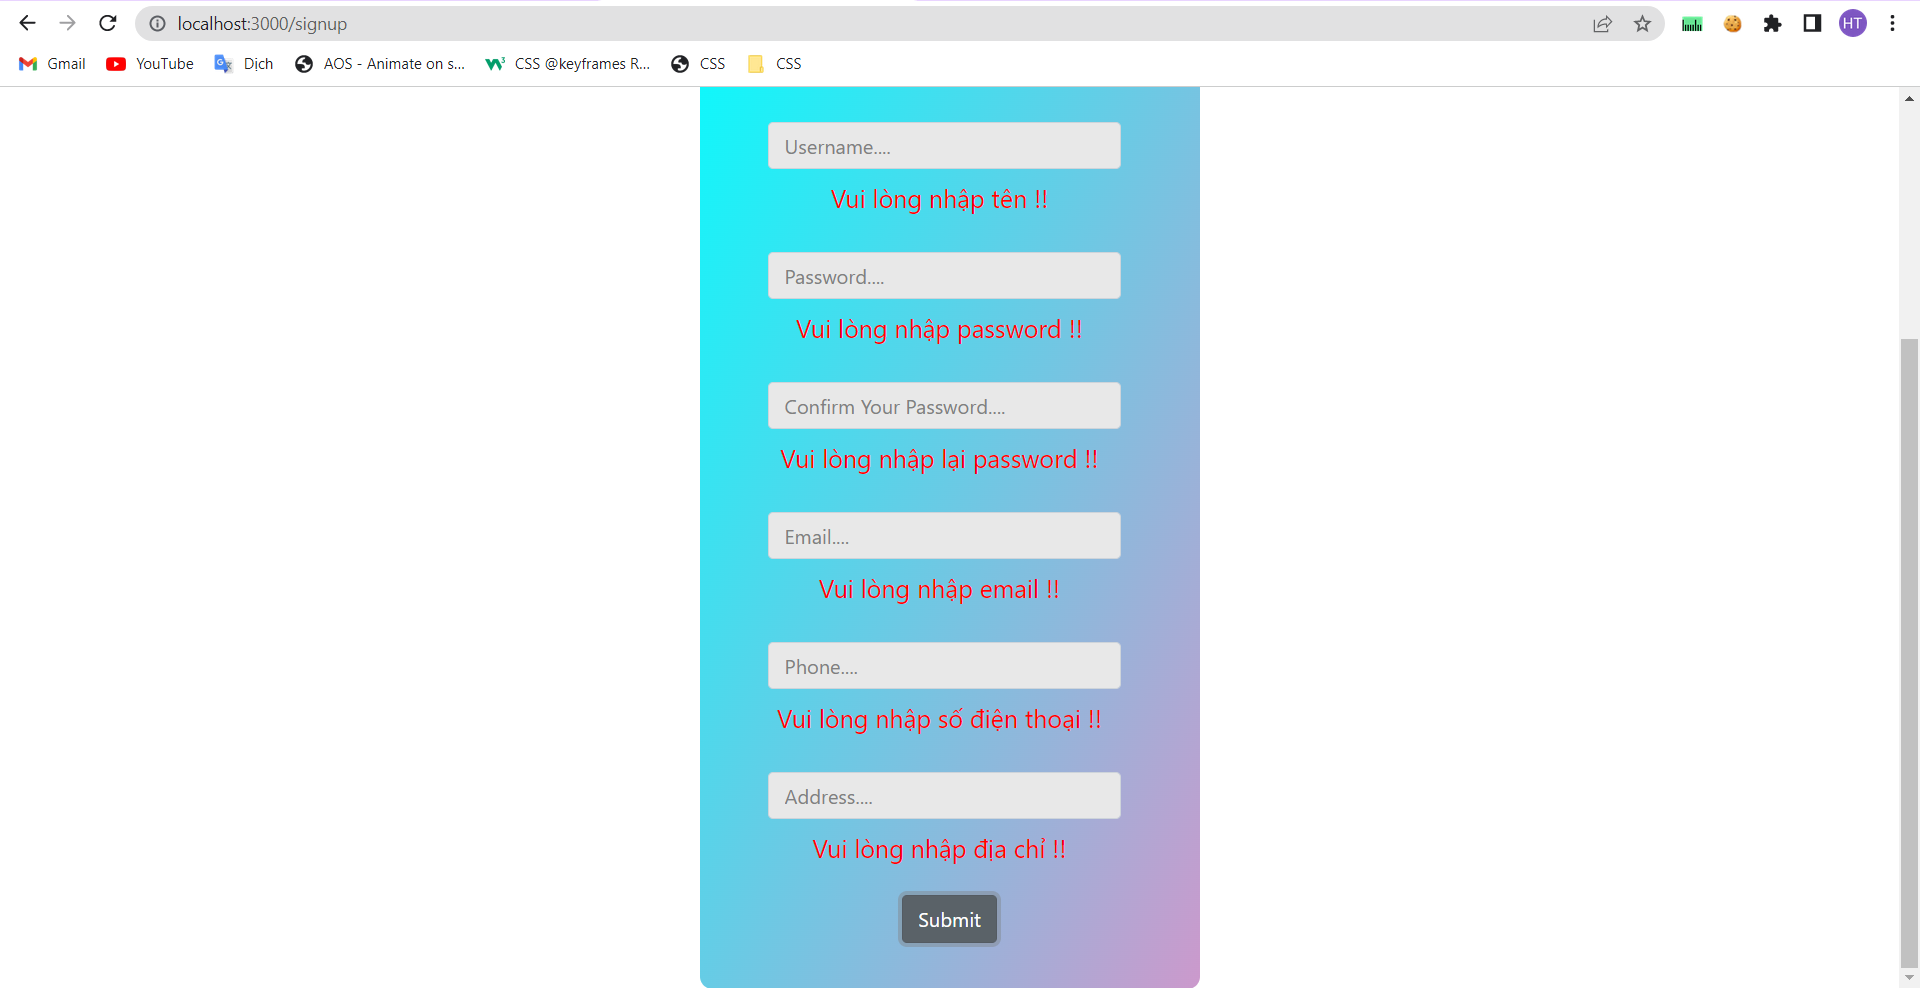 localhost:3000/signup
HT
Gmail YouTube Dịch AOS - Animate on s... CSS @keyframes R... CSS CSS
Username....
Vui lòng nhập tên !!
Password....
Vui lòng nhập password !!
Confirm Your Password....
Vui lòng nhập lại password !!
Email....
Vui lòng nhập email !!
Phone....
Vui lòng nhập số điện thoại !!
Address....
Vui lòng nhập địa chỉ !!
Submit